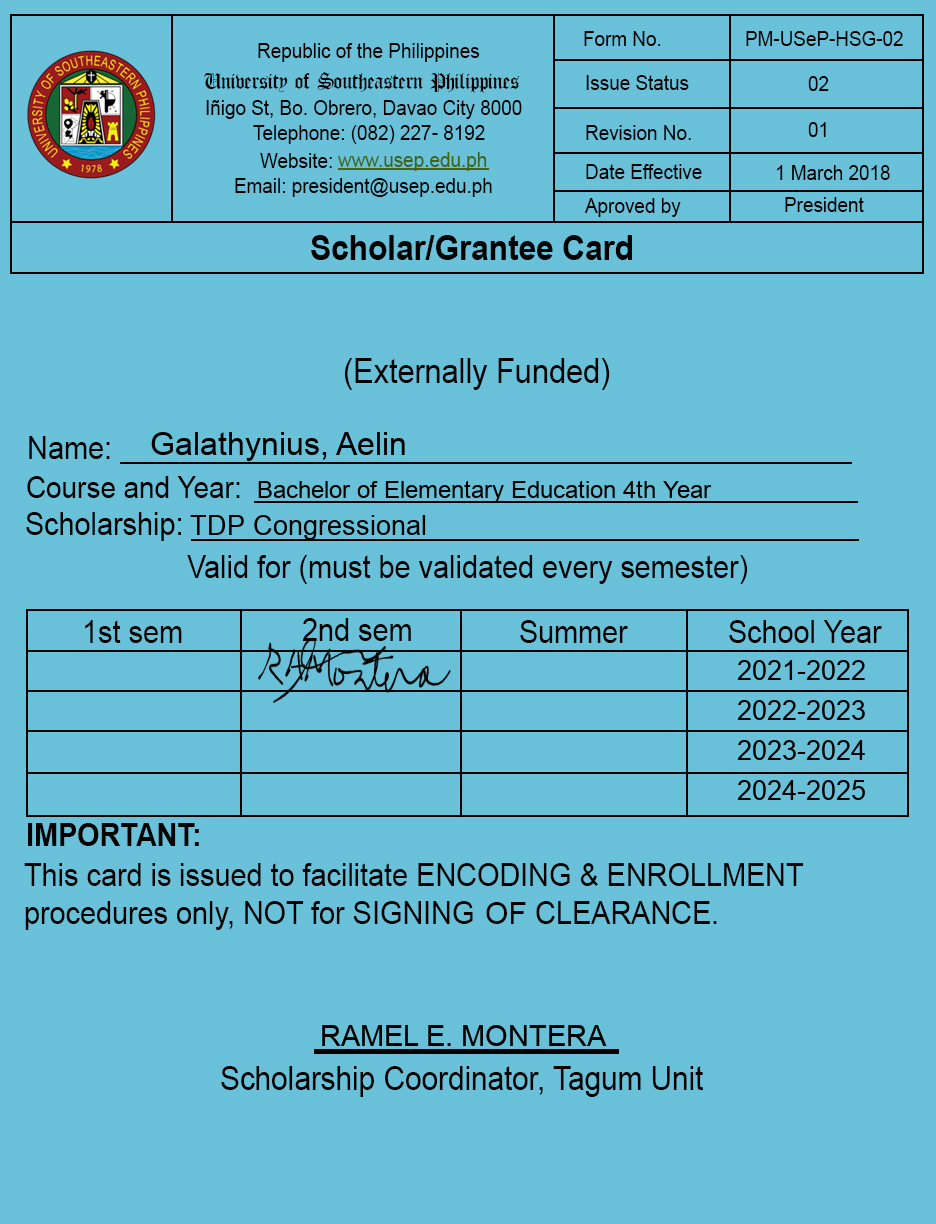 UNIVERSITY OF SOUTHEASTERN PHILIPPINES
1978
Republic of the Philippines
University of Southeastern Philippines
Iñigo St, Bo. Obrero, Davao City 8000
Telephone: (082) 227- 8192
Website: www.usep.edu.ph
Email: president@usep.edu.ph
Form No. PM-USeP-HSG-02
Issue Status 02
Revision No. 01
Date Effective 1 March 2018
Aproved by President
Scholar/Grantee Card
(Externally Funded)
Name: Galathynius, Aelin
Course and Year: Bachelor of Elementary Education 4th Year
Scholarship: TDP Congressional
Valid for (must be validated every semester)
1st sem 2nd sem Summer School Year
REMontera 2021-2022
2022-2023
2023-2024
2024-2025
IMPORTANT:
This card is issued to facilitate ENCODING & ENROLLMENT
procedures only, NOT for SIGNING OF CLEARANCE.
RAMEL E. MONTERA
Scholarship Coordinator, Tagum Unit